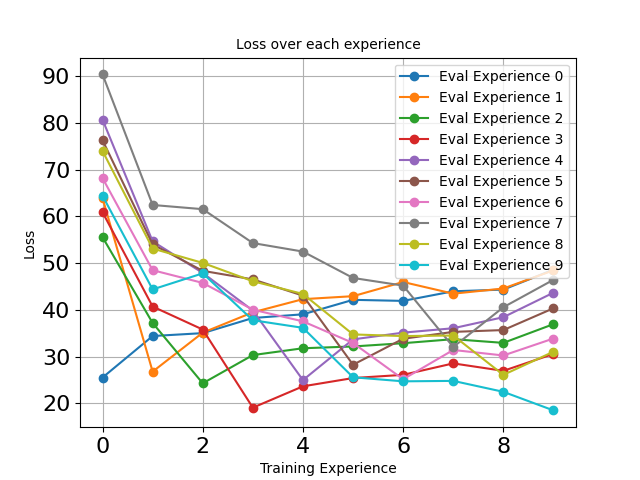 Loss over each experience
90
80
70
60
50
40
30
20
Loss
Eval Experience 0
Eval Experience 1
Eval Experience 2
Eval Experience 3
Eval Experience 4
Eval Experience 5
Eval Experience 6
Eval Experience 7
Eval Experience 8
Eval Experience 9
0 2 4 6 8
Training Experience